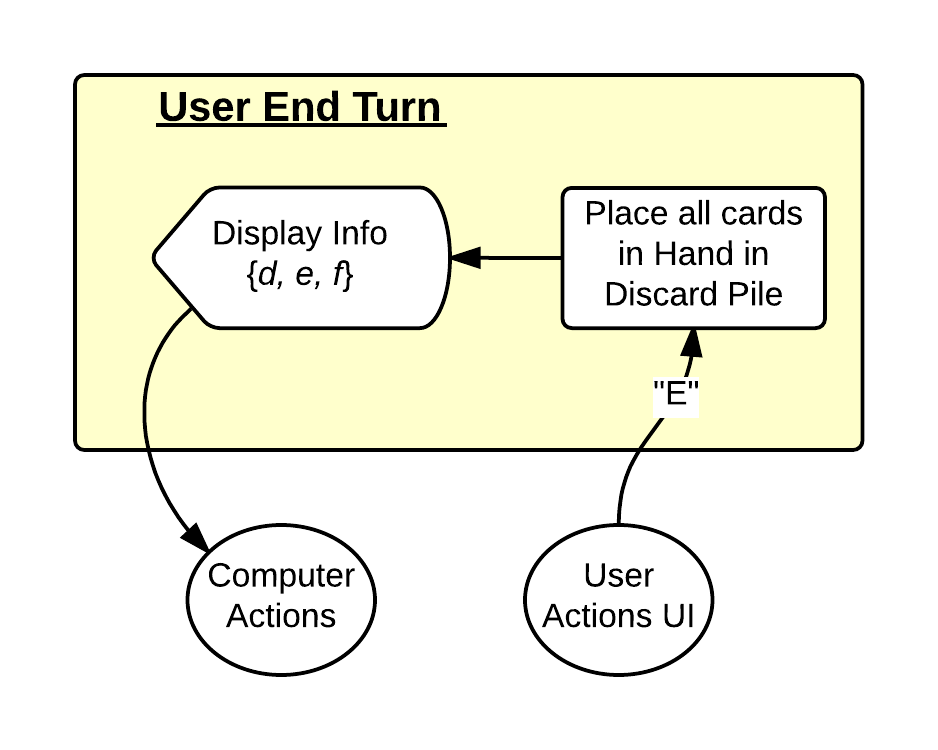 User End Turn
Display Info
{d, e, f}
Place all cards
in Hand in
Discard Pile
"E"
Computer
Actions
User
Actions UI